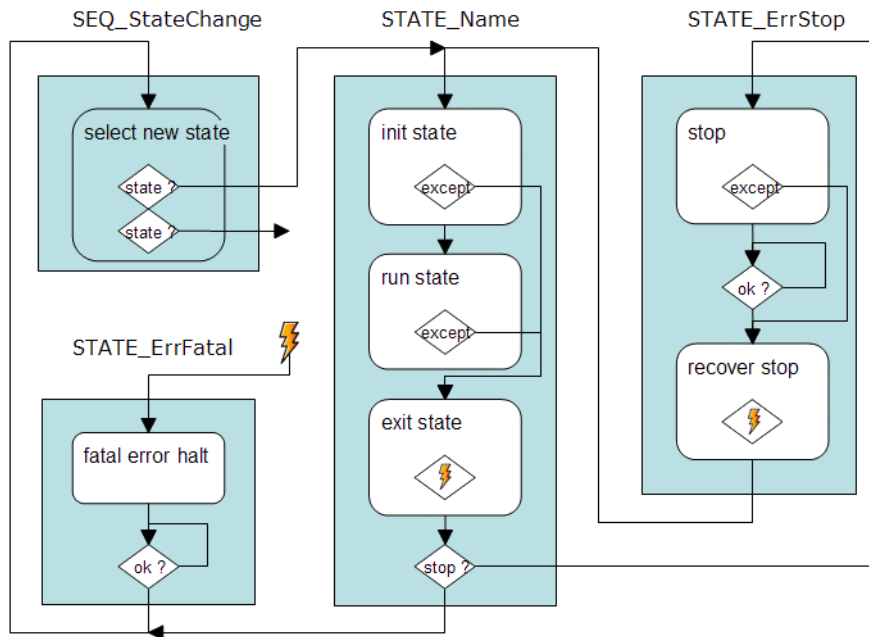 SEQ_StateChange
select new state
state ?
state ?
STATE_ErrFatal
fatal error halt
ok ?
STATE_Name
init state
except
run state
except
exit state
stop ?
STATE_ErrStop
stop
except
ok ?
recover stop